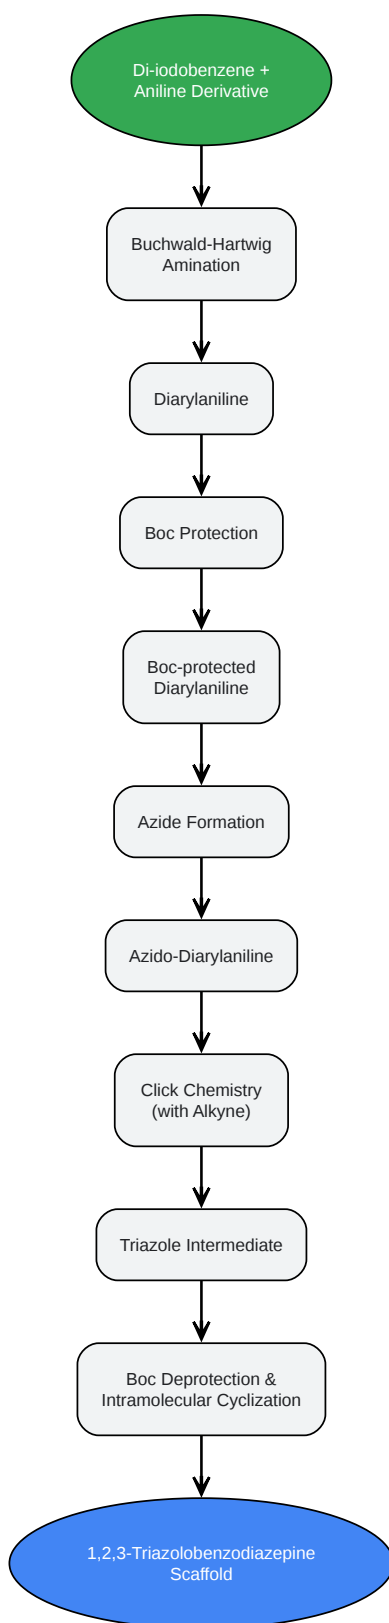 Di-iodobenzene +
Aniline Derivative
Buchwald-Hartwig
Amination
Diarylaniline
Boc Protection
Boc-protected
Diarylaniline
Azide Formation
Azido-Diarylaniline
Click Chemistry
(with Alkyne)
Triazole Intermediate
Boc Deprotection &
Intramolecular Cyclization
1,2,3-Triazolobenzodiazepine
Scaffold